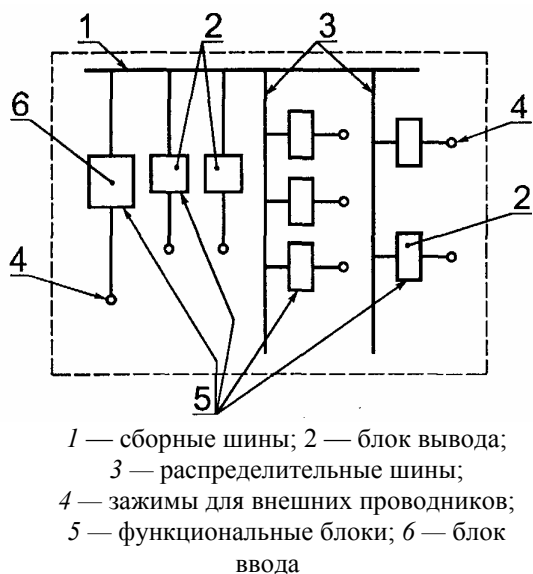 1
2
3
6
4
2
4
5
1 — сборные шины; 2 — блок вывода;
3 — распределительные шины;
4 — зажимы для внешних проводников;
5 — функциональные блоки; 6 — блок
ввода